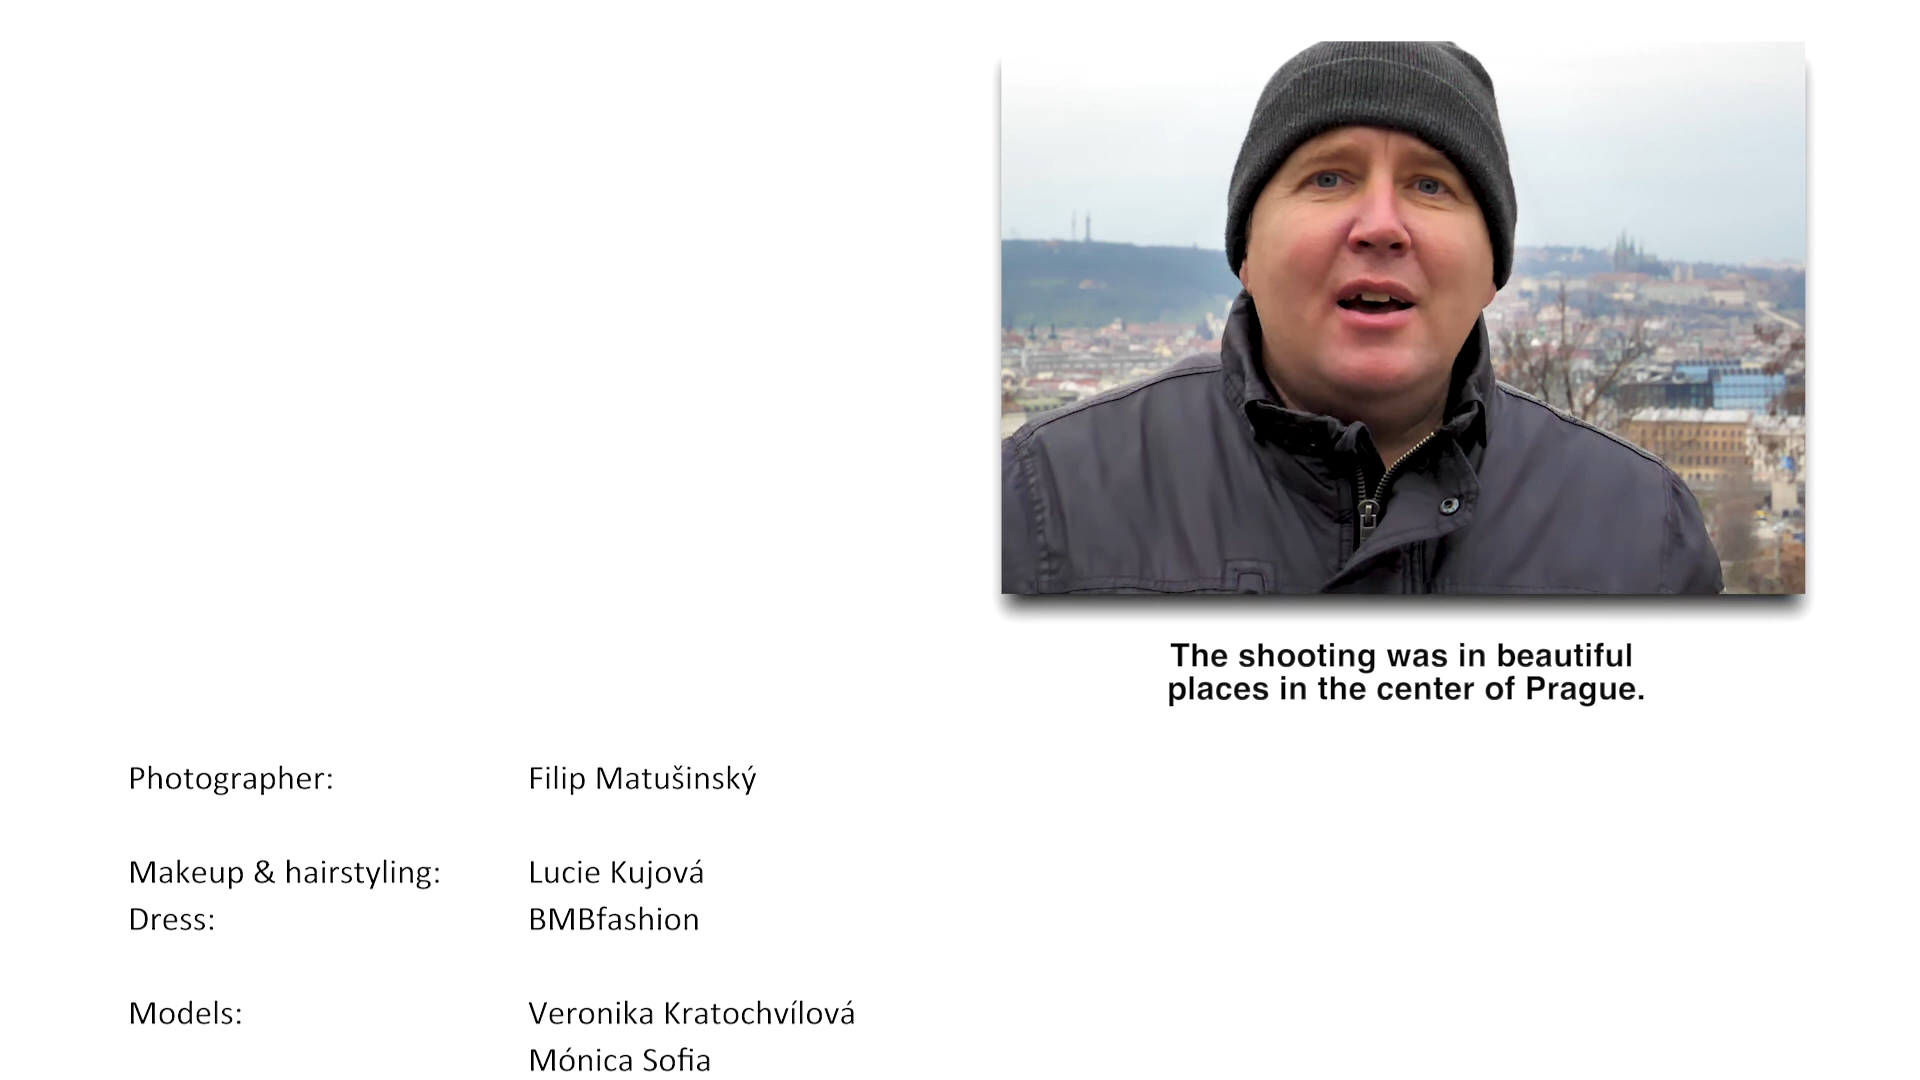 The shooting was in beautiful
places in the center of Prague.
Photographer: Filip Matušinský
Makeup & hairstyling: Lucie Kujová
Dress: BMBfashion
Models: Veronika Kratochvílová
Mónica Sofia